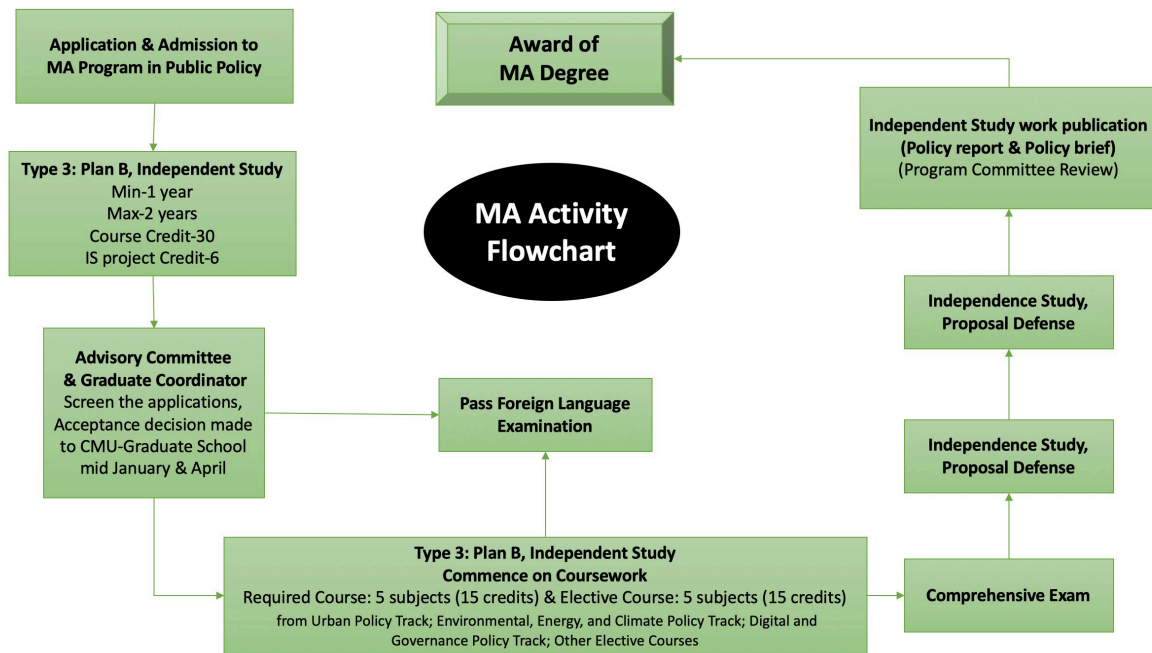 Application & Admission to
MA Program in Public Policy
Type 3: Plan B, Independent Study
Min-1 year
Max-2 years
Course Credit-30
IS project Credit-6
Advisory Committee
& Graduate Coordinator
Screen the applications,
Acceptance decision made
to CMU-Graduate School
mid January & April
Pass Foreign Language
Examination
Type 3: Plan B, Independent Study
Commence on Coursework
Required Course: 5 subjects (15 credits) & Elective Course: 5 subjects (15 credits)
from Urban Policy Track; Environmental, Energy, and Climate Policy Track; Digital and
Governance Policy Track; Other Elective Courses
Comprehensive Exam
Independence Study,
Proposal Defense
Independence Study,
Proposal Defense
Independent Study work publication
(Policy report & Policy brief)
(Program Committee Review)
Award of
MA Degree
MA Activity
Flowchart